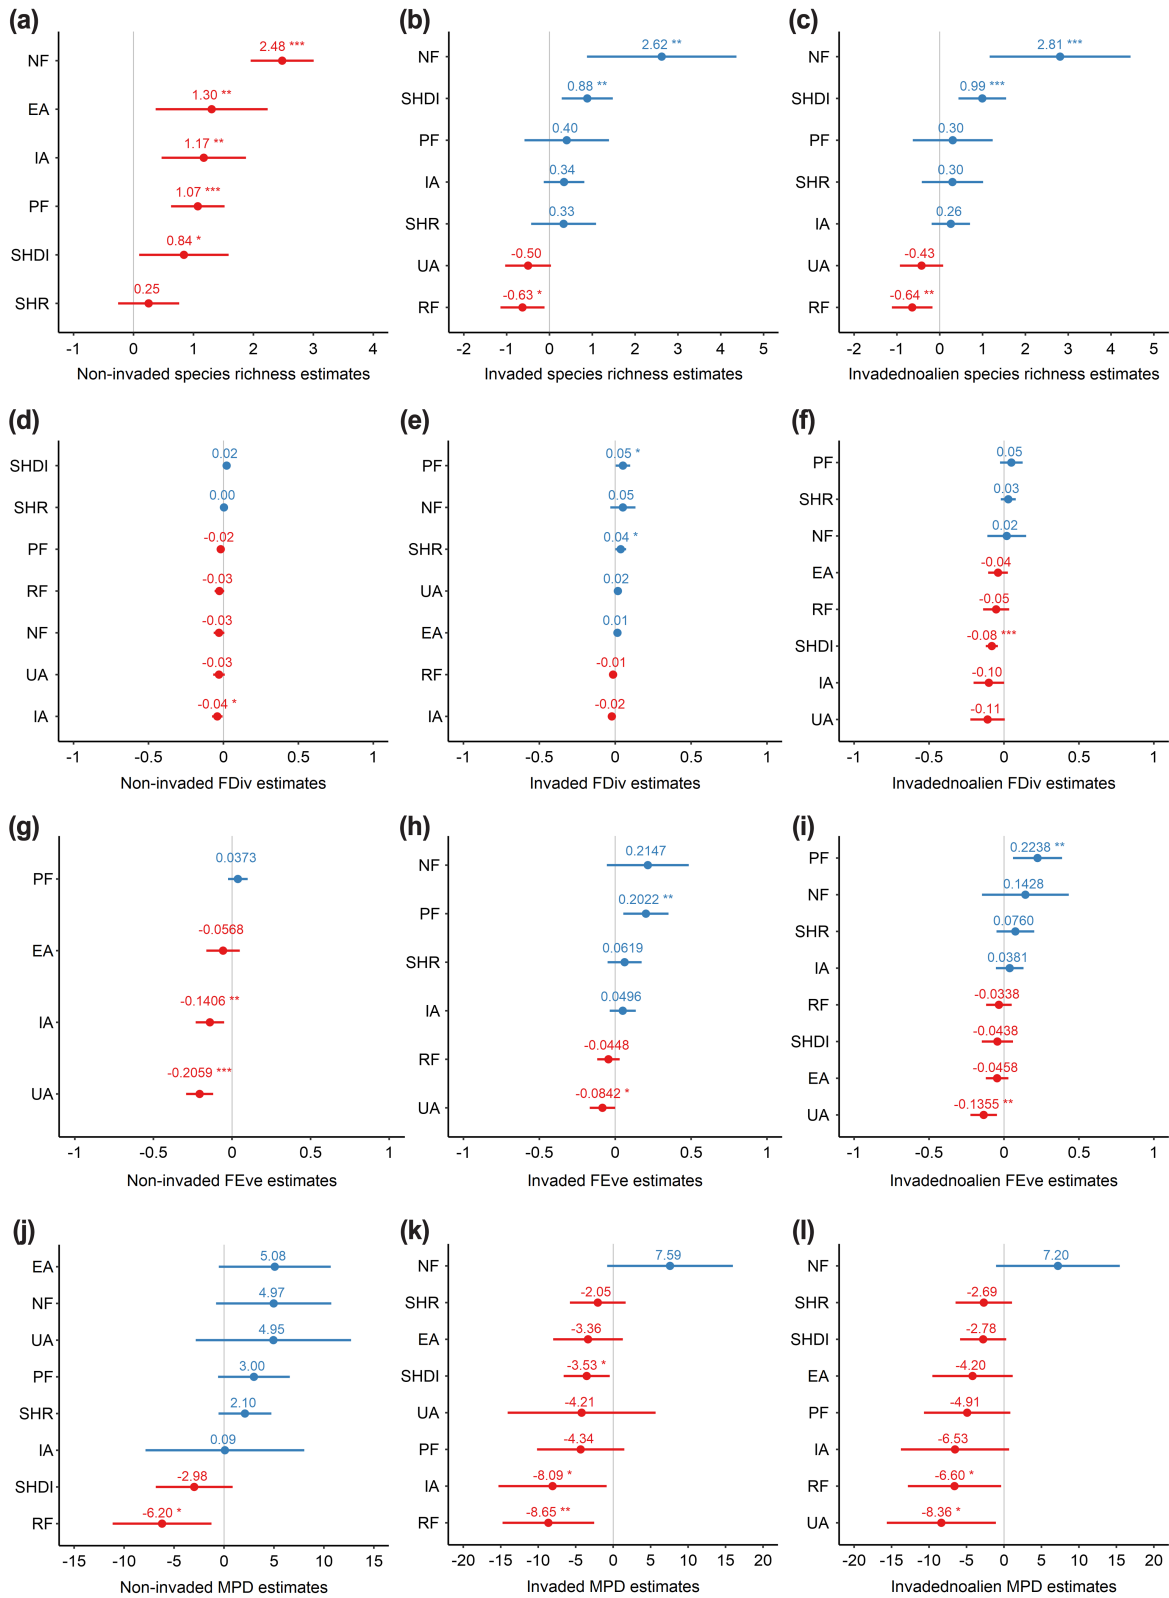 (a)
NF
2.48 ***
EA
1.30 **
IA
1.17 **
PF
1.07 ***
SHDI
0.84 *
SHR
0.25
-1 0 1 2 3 4
Non-invaded species richness estimates
(b)
NF
2.62 **
SHDI
0.88 **
PF
0.40
IA
0.34
SHR
0.33
UA
-0.50
RF
-0.63 *
-2 -1 0 1 2 3 4 5
Invaded species richness estimates
(c)
NF
2.81 ***
SHDI
0.99 ***
PF
0.30
SHR
0.30
IA
0.26
UA
-0.43
RF
-0.64 **
-2 -1 0 1 2 3 4 5
Invadednoalien species richness estimates
(d)
SHDI
0.02
SHR
0.00
PF
-0.02
RF
-0.03
NF
-0.03
UA
-0.03
IA
-0.04 *
-1 -0.5 0 0.5 1
Non-invaded FDiv estimates
(e)
PF
0.05 *
NF
0.05
SHR
0.04 *
UA
0.02
EA
0.01
RF
-0.01
IA
-0.02
-1 -0.5 0 0.5 1
Invaded FDiv estimates
(f)
PF
0.05
SHR
0.03
NF
0.02
EA
-0.04
RF
-0.05
SHDI
-0.08 ***
IA
-0.10
UA
-0.11
-1 -0.5 0 0.5 1
Invadednoalien FDiv estimates
(g)
PF
0.0373
EA
-0.0568
IA
-0.1406 **
UA
-0.2059 ***
-1 -0.5 0 0.5 1
Non-invaded FEve estimates
(h)
NF
0.2147
PF
0.2022 **
SHR
0.0619
IA
0.0496
RF
-0.0448
UA
-0.0842 *
-1 -0.5 0 0.5 1
Invaded FEve estimates
(i)
PF
0.2238 **
NF
0.1428
SHR
0.0760
IA
0.0381
RF
-0.0338
SHDI
-0.0438
EA
-0.0458
UA
-0.1355 **
-1 -0.5 0 0.5 1
Invadednoalien FEve estimates
(j)
EA
5.08
NF
4.97
UA
4.95
PF
3.00
SHR
2.10
IA
0.09
SHDI
-2.98
RF
-6.20 *
-15 -10 -5 0 5 10 15
Non-invaded MPD estimates
(k)
NF
7.59
SHR
-2.05
EA
-3.36
SHDI
-3.53 *
UA
-4.21
PF
-4.34
IA
-8.09 *
RF
-8.65 **
-20 -15 -10 -5 0 5 10 15 20
Invaded MPD estimates
(l)
NF
7.20
SHR
-2.69
SHDI
-2.78
EA
-4.20
PF
-4.91
IA
-6.53
RF
-6.60 *
UA
-8.36 *
-20 -15 -10 -5 0 5 10 15 20
Invadednoalien MPD estimates